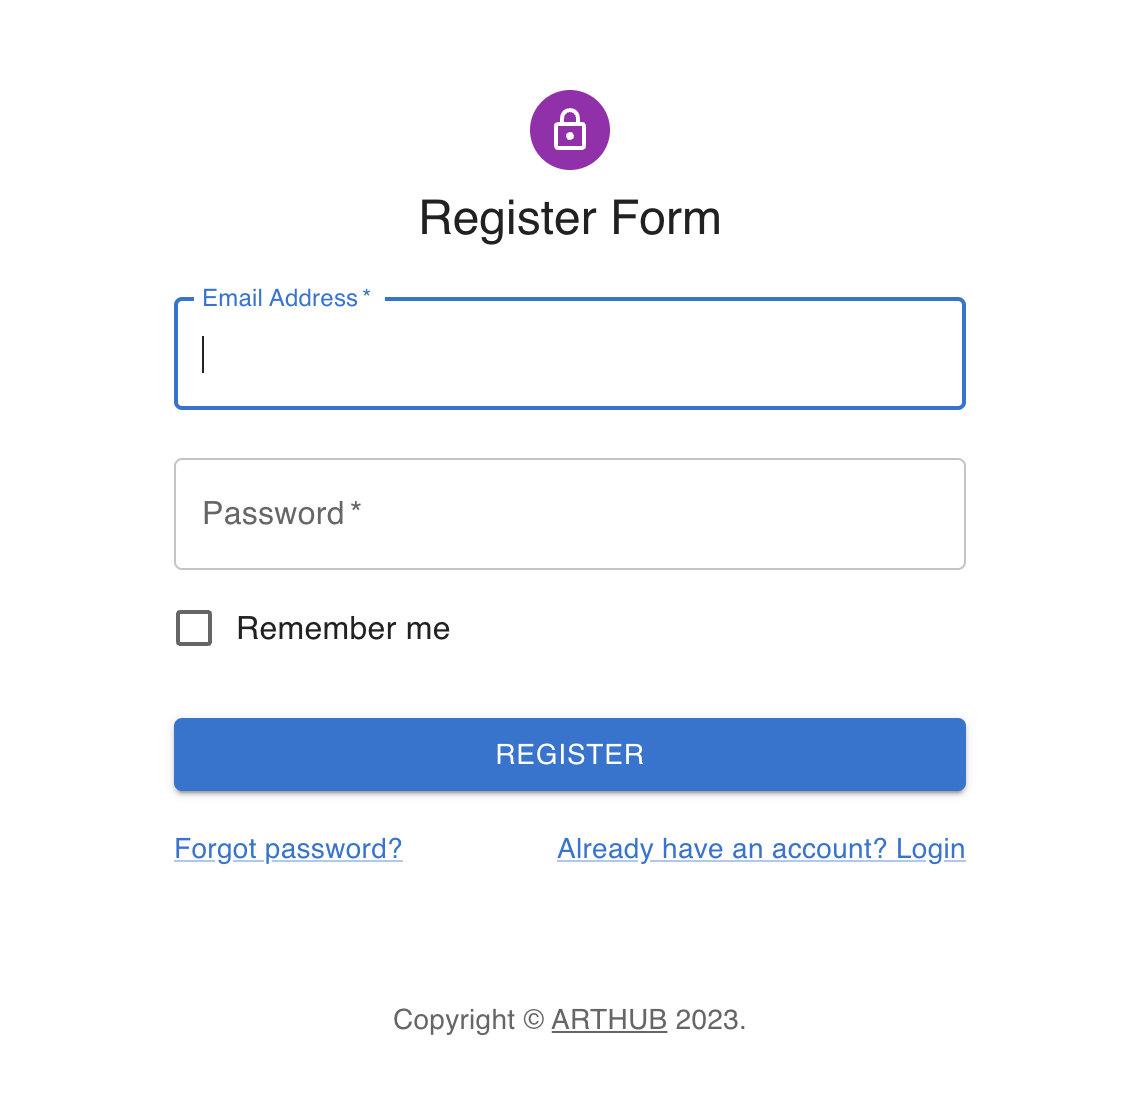 Register Form
Email Address *
Password *
Remember me
REGISTER
Forgot password? Already have an account? Login
Copyright © ARTHUB 2023.